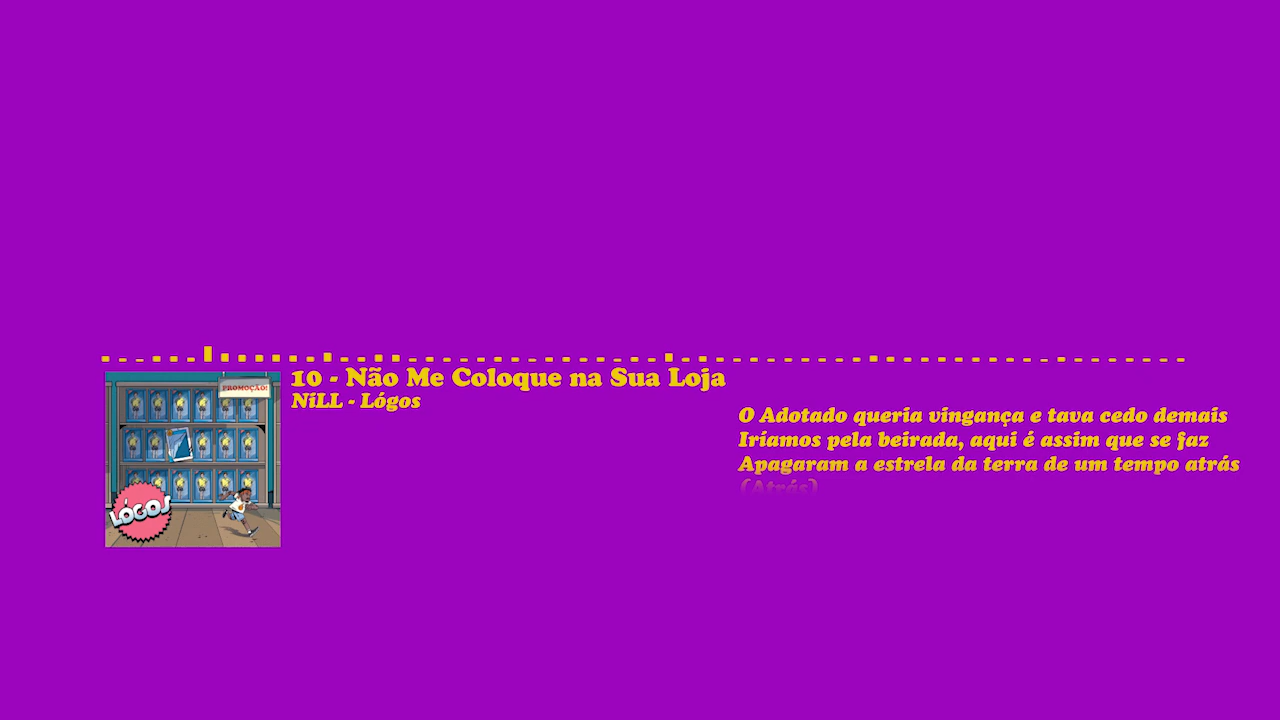 10 - Não Me Coloque na Sua Loja
NiLL - Lógos
O Adotado queria vingança e tava cedo demais
Iríamos pela beirada, aqui é assim que se faz
Apagaram a estrela da terra de um tempo atrás
(Atrás)
PROMOÇÃO!
LÓGOS